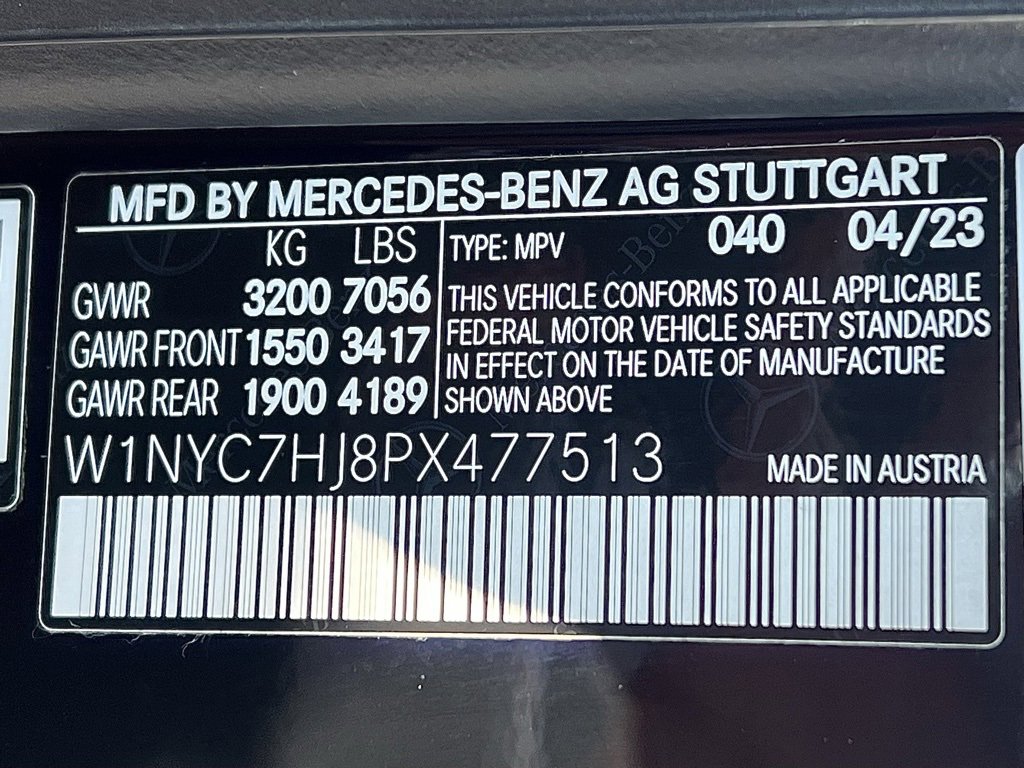 MFD BY MERCEDES-BENZ AG STUTTGART
KG LBS
GVWR 3200 7056
GAWR FRONT 1550 3417
GAWR REAR 1900 4189
TYPE: MPV 040 04/23
THIS VEHICLE CONFORMS TO ALL APPLICABLE
FEDERAL MOTOR VEHICLE SAFETY STANDARDS
IN EFFECT ON THE DATE OF MANUFACTURE
SHOWN ABOVE
W1NYC7HJ8PX477513
MADE IN AUSTRIA